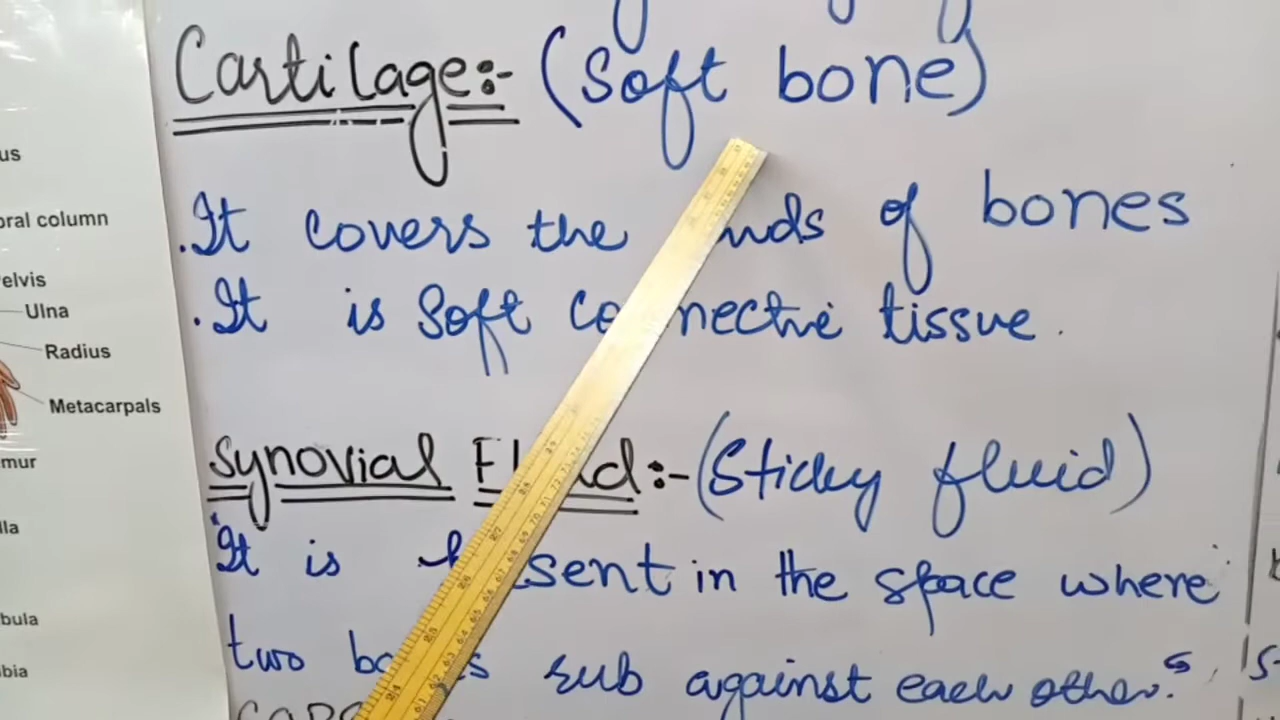 Cartilage:- (Soft bone)
.It covers the ends of bones
.It is Soft connective tissue.
Synovial Fluid:-(Sticky fluid)
It is present in the space where
two bones rub against each other.
us
oral column
elvis
Ulna
Radius
Metacarpals
mur
lla
bula
bia